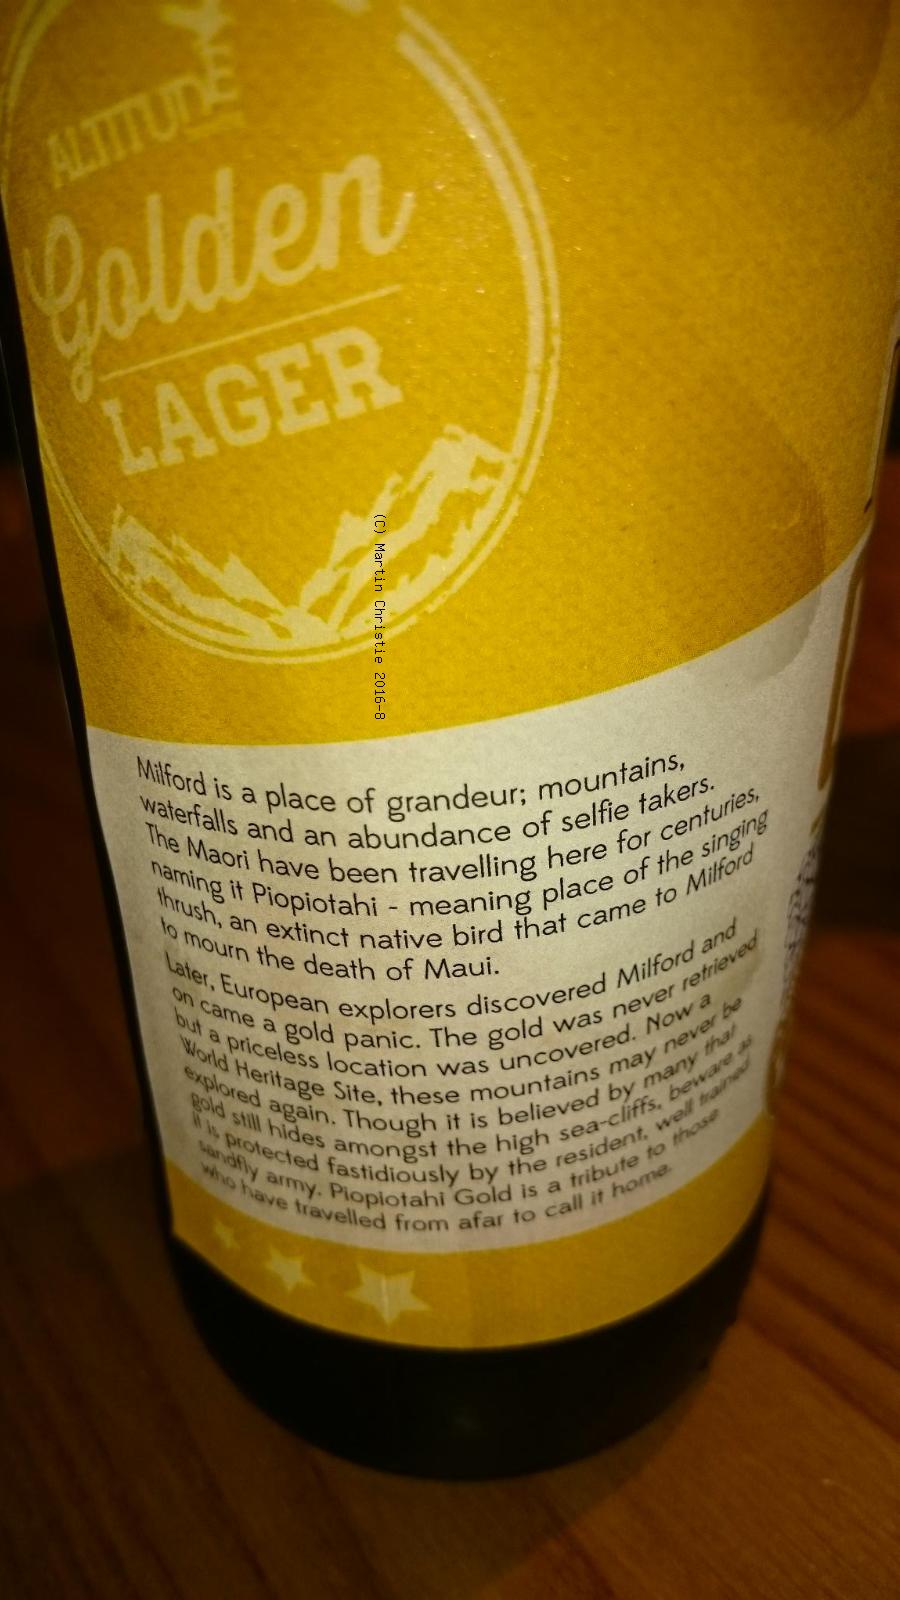 ALTITUDE
Golden
LAGER
(C) Martin Christie 2016-8
Milford is a place of grandeur; mountains,
waterfalls and an abundance of selfie takers.
The Maori have been travelling here for centuries,
naming it Piopiotahi - meaning place of the singing
thrush, an extinct native bird that came to Milford
to mourn the death of Maui.
Later, European explorers discovered Milford and
on came a gold panic. The gold was never retrieved
but a priceless location was uncovered. Now a
World Heritage Site, these mountains may never be
explored again. Though it is believed by many that
gold still hides amongst the high sea-cliffs, beware as
it is protected fastidiously by the resident, well trained
sandfly army. Piopiotahi Gold is a tribute to those
who have travelled from afar to call it home.